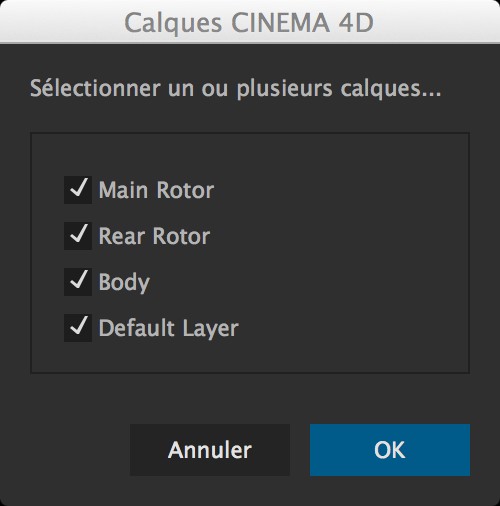 Calques CINEMA 4D
Sélectionner un ou plusieurs calques...
Main Rotor
Rear Rotor
Body
Default Layer
Annuler OK